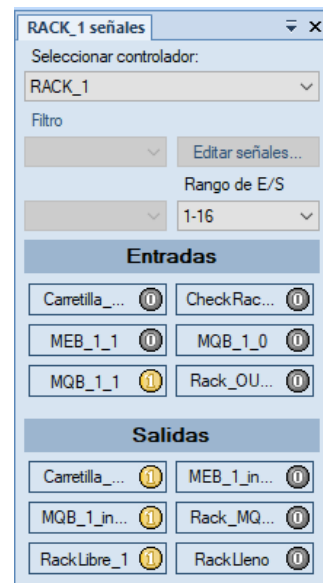 RACK_1 señales
Seleccionar controlador:
RACK_1
Filtro
Editar señales...
Rango de E/S
1-16
Entradas
Carretilla_... 0 CheckRac... 0
MEB_1_1 0 MQB_1_0 0
MQB_1_1 1 Rack_OU... 0
Salidas
Carretilla_... 1 MEB_1_in... 0
MQB_1_in... 1 Rack_MQ... 0
RackLibre_1 1 RackLleno 0